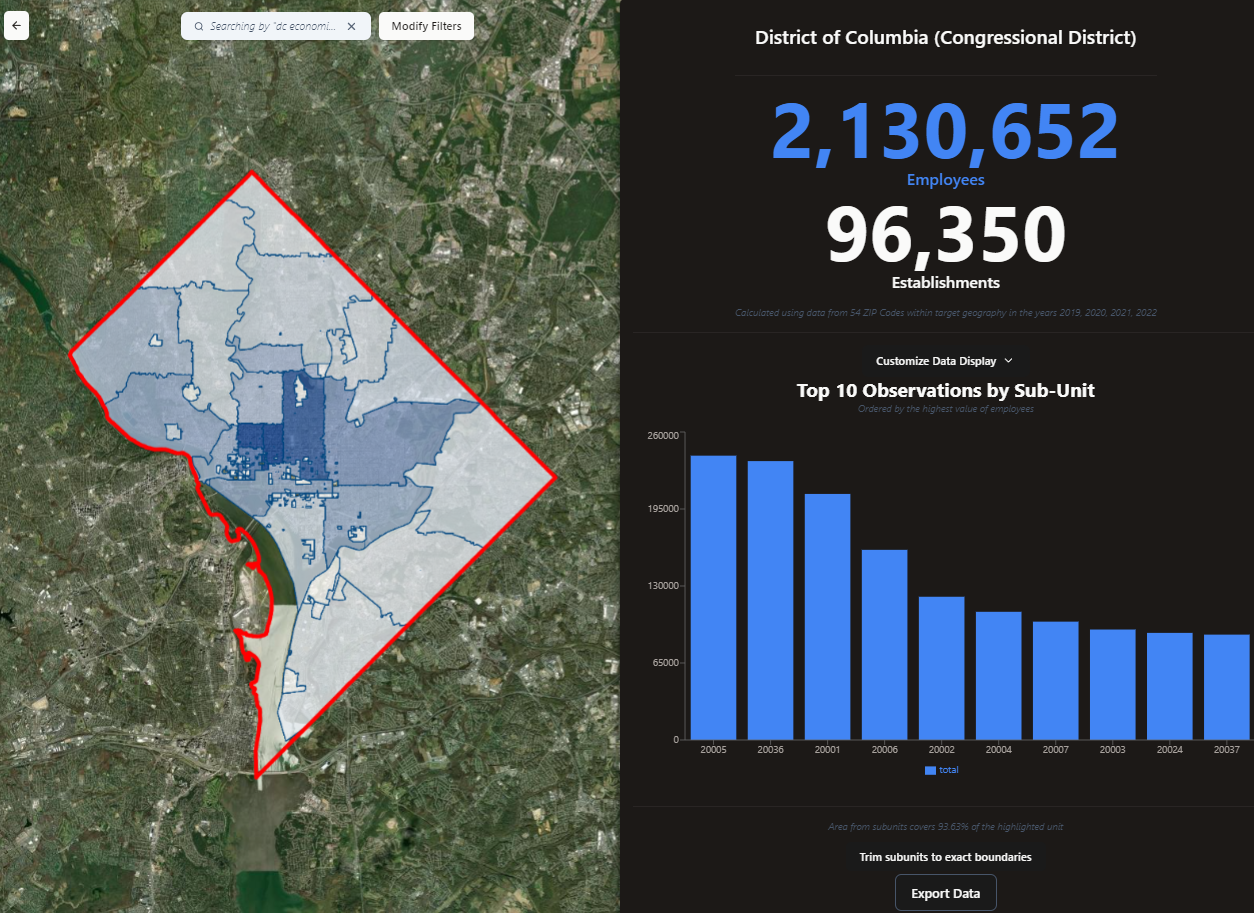 Searching by "dc economi...
Modify Filters
District of Columbia (Congressional District)
2,130,652
Employees
96,350
Establishments
Calculated using data from 54 ZIP Codes within target geography in the years 2019, 2020, 2021, 2022
Customize Data Display
Top 10 Observations by Sub-Unit
Ordered by the highest value of employees
260000
195000
130000
65000
0
20005 20036 20001 20006 20002 20004 20007 20003 20024 20037
total
Area from subunits covers 93.63% of the highlighted unit
Trim subunits to exact boundaries
Export Data